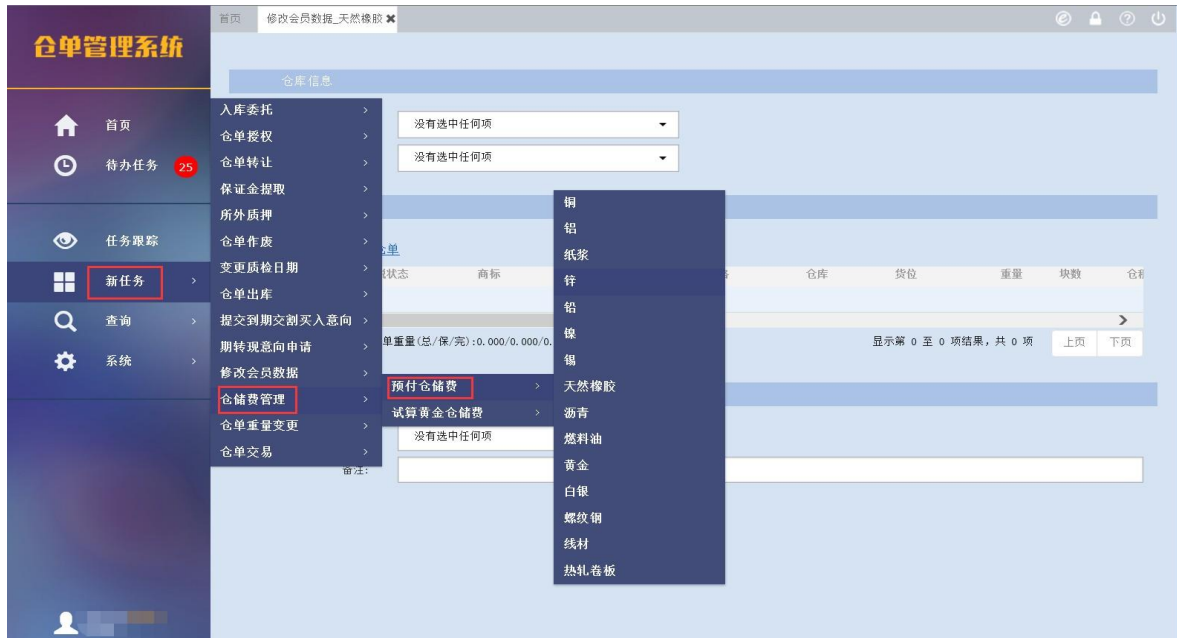 首页
修改会员数据_天然橡胶
仓单管理系统
仓库信息
首页
待办任务 25
任务跟踪
新任务
查询
系统
入库委托
仓单授权
仓单转让
保证金提取
所外质押
仓单作废
变更质检日期
仓单出库
提交到期交割买入意向
期转现意向申请
修改会员数据
仓储费管理
仓单重量变更
仓单交易
预付仓储费
试算黄金仓储费
铜
铝
纸浆
锌
铅
镍
锡
天然橡胶
沥青
燃料油
黄金
白银
螺纹钢
线材
热轧卷板
没有选中任何项
没有选中任何项
单
状态 商标 仓库 货位 重量 块数
单重量(总/保/完):0.000/0.000/0.
显示第 0 至 0 项结果,共 0 项 上页 下页
没有选中任何项
备注: